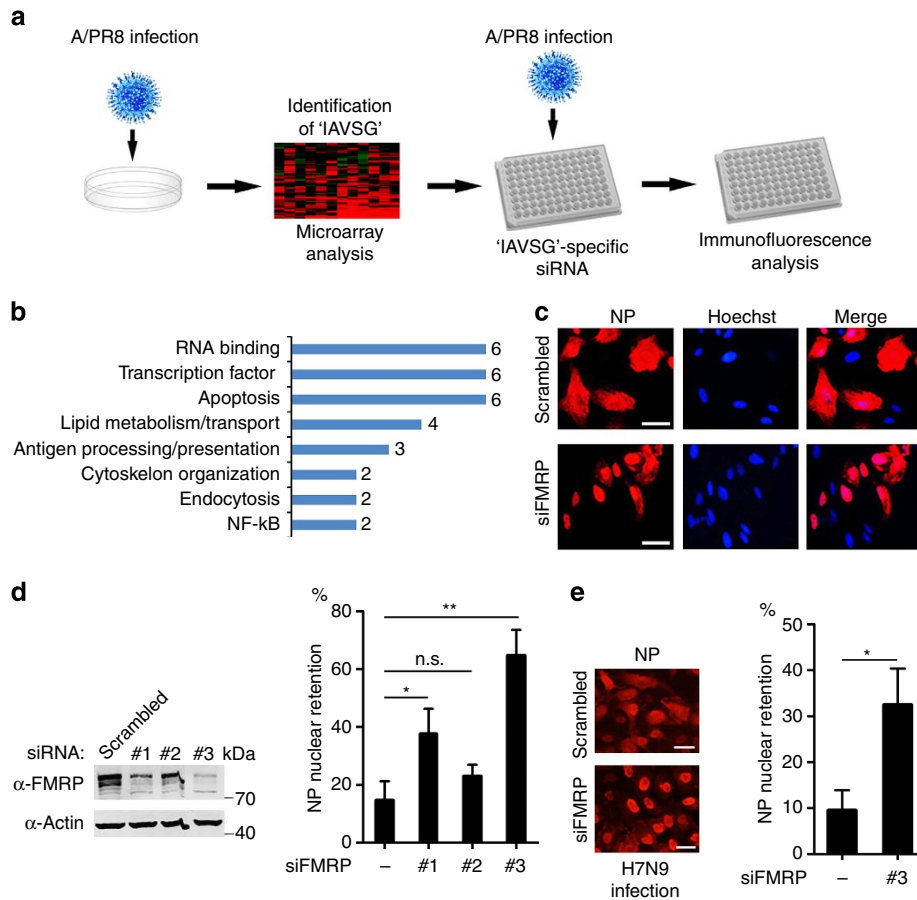 a
A/PR8 infection
A/PR8 infection
Identification
of 'IAVSG'
Microarray
analysis
'IAVSG'-specific
siRNA
Immunofluorescence
analysis
b
RNA binding 6
Transcription factor 6
Apoptosis 6
Lipid metabolism/transport 4
Antigen processing/presentation 3
Cytoskelon organization 2
Endocytosis 2
NF-kB 2
c
NP Hoechst Merge
Scrambled
siFMRP
d
siRNA: Scrambled #1 #2 #3 kDa
α-FMRP
–70
α-Actin
–40
%
NP nuclear retention
80
60
40
20
0
**
n.s.
*
siFMRP – #1 #2 #3
e
NP
Scrambled
siFMRP
H7N9
infection
%
NP nuclear retention
50
40
30
20
10
0
*
siFMRP – #3